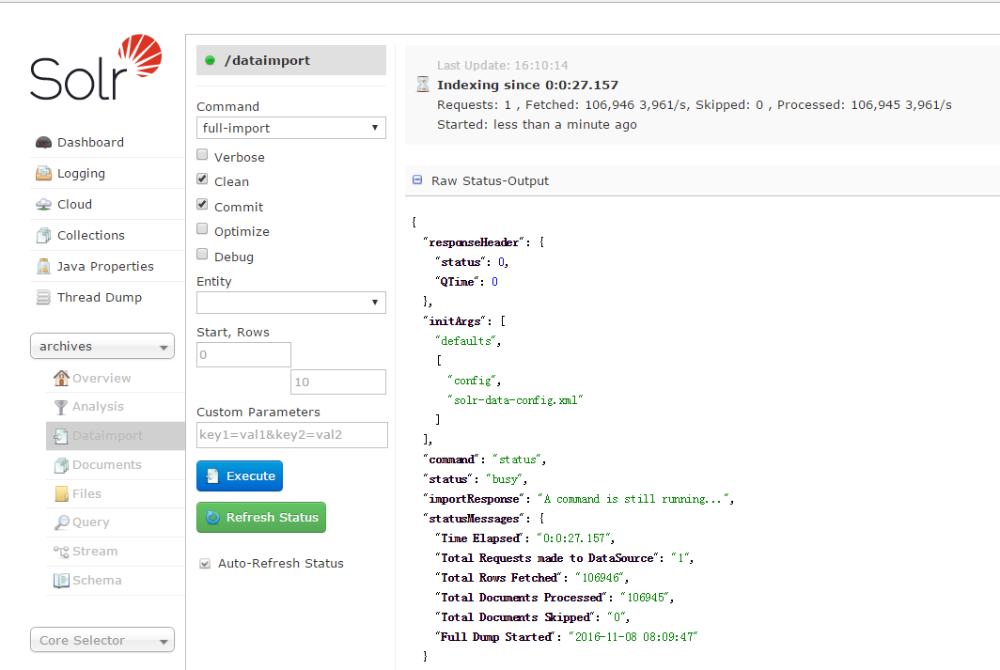 Solr
Dashboard
Logging
Cloud
Collections
Java Properties
Thread Dump
archives
Overview
Analysis
Dataimport
Documents
Files
Query
Stream
Schema
Core Selector
/dataimport
Command
full-import
Verbose
Clean
Commit
Optimize
Debug
Entity
Start, Rows
0
10
Custom Parameters
key1=val1&key2=val2
Execute
Refresh Status
Auto-Refresh Status
Last Update: 16:10:14
Indexing since 0:0:27.157
Requests: 1 , Fetched: 106,946 3,961/s, Skipped: 0 , Processed: 106,945 3,961/s
Started: less than a minute ago
Raw Status-Output
{
"responseHeader": {
"status": 0,
"QTime": 0
},
"initArgs": [
"defaults",
[
"config",
"solr-data-config.xml"
]
],
"command": "status",
"status": "busy",
"importResponse": "A command is still running...",
"statusMessages": {
"Time Elapsed": "0:0:27.157",
"Total Requests made to DataSource": "1",
"Total Rows Fetched": "106946",
"Total Documents Processed": "106945",
"Total Documents Skipped": "0",
"Full Dump Started": "2016-11-08 08:09:47"
}